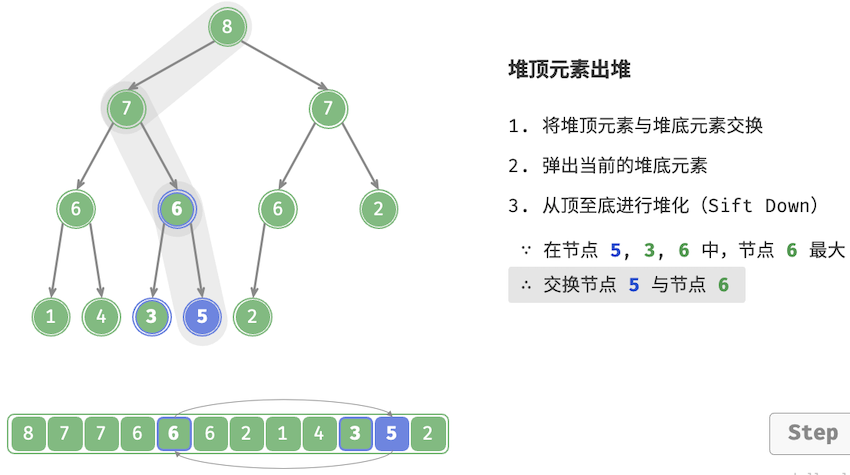 8
堆顶元素出堆
7 7
1. 将堆顶元素与堆底元素交换
2. 弹出当前的堆底元素
3. 从顶至底进行堆化（Sift Down）
6 6 6 2
∵ 在节点 5, 3, 6 中，节点 6 最大
∴ 交换节点 5 与节点 6
1 4 3 5 2
8 7 7 6 6 6 2 1 4 3 5 2
Step